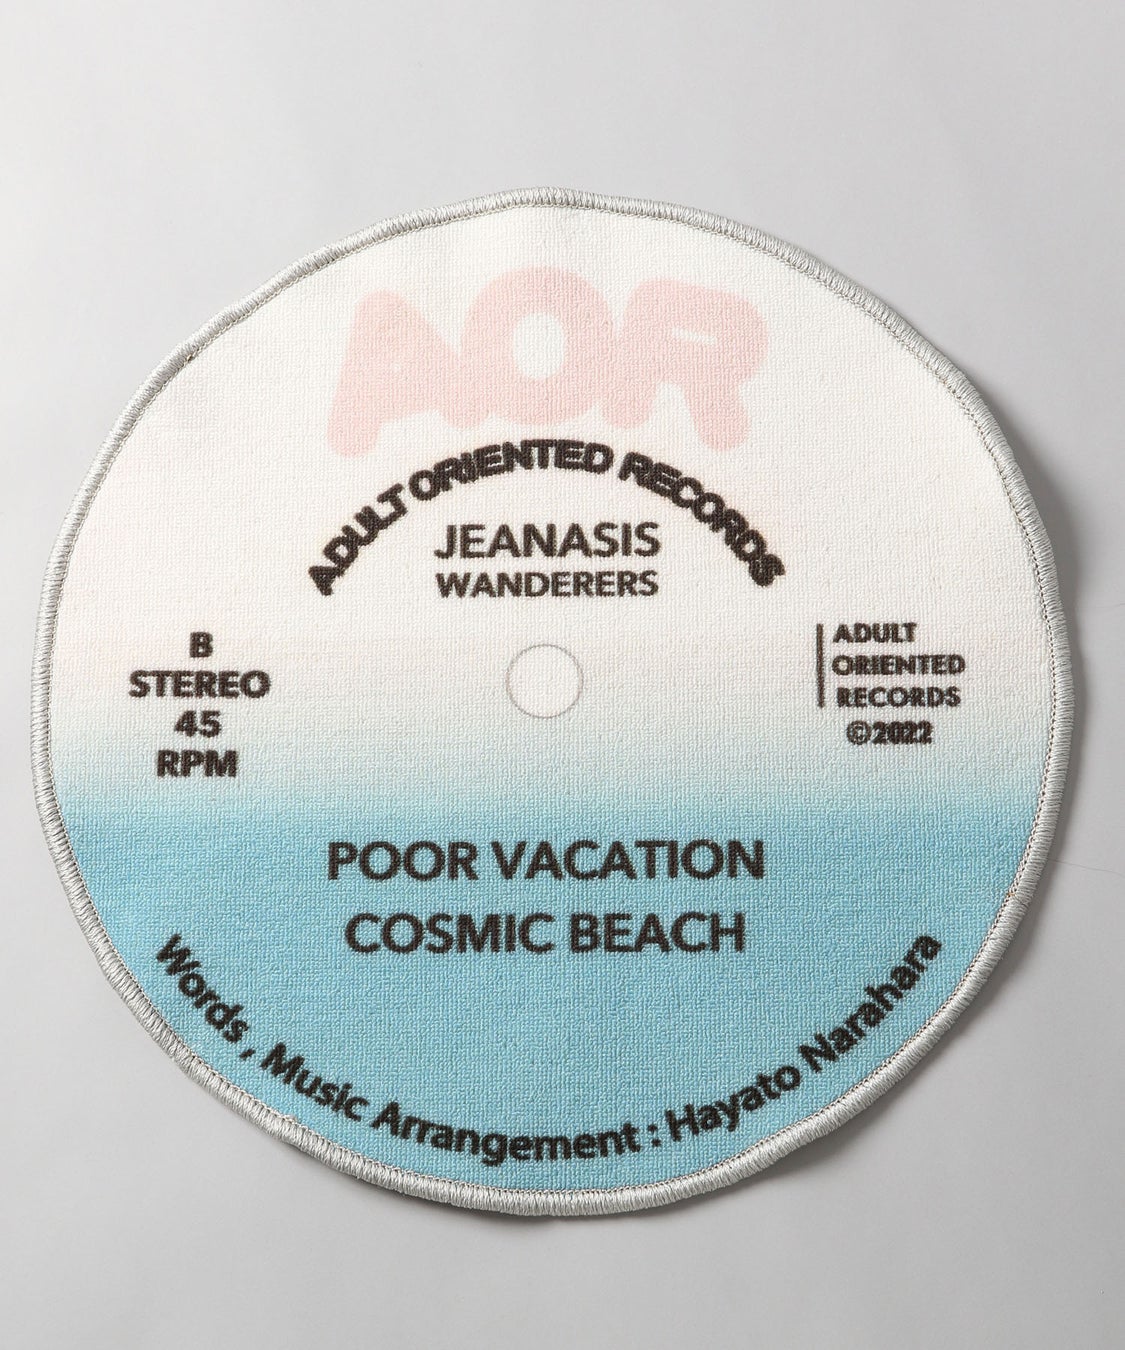 AOR
ADULT ORIENTED RECORDS
JEANASIS
WANDERERS
B
STEREO
45
RPM
ADULT
ORIENTED
RECORDS
©2022
POOR VACATION
COSMIC BEACH
Words , Music Arrangement : Hayato Narahara